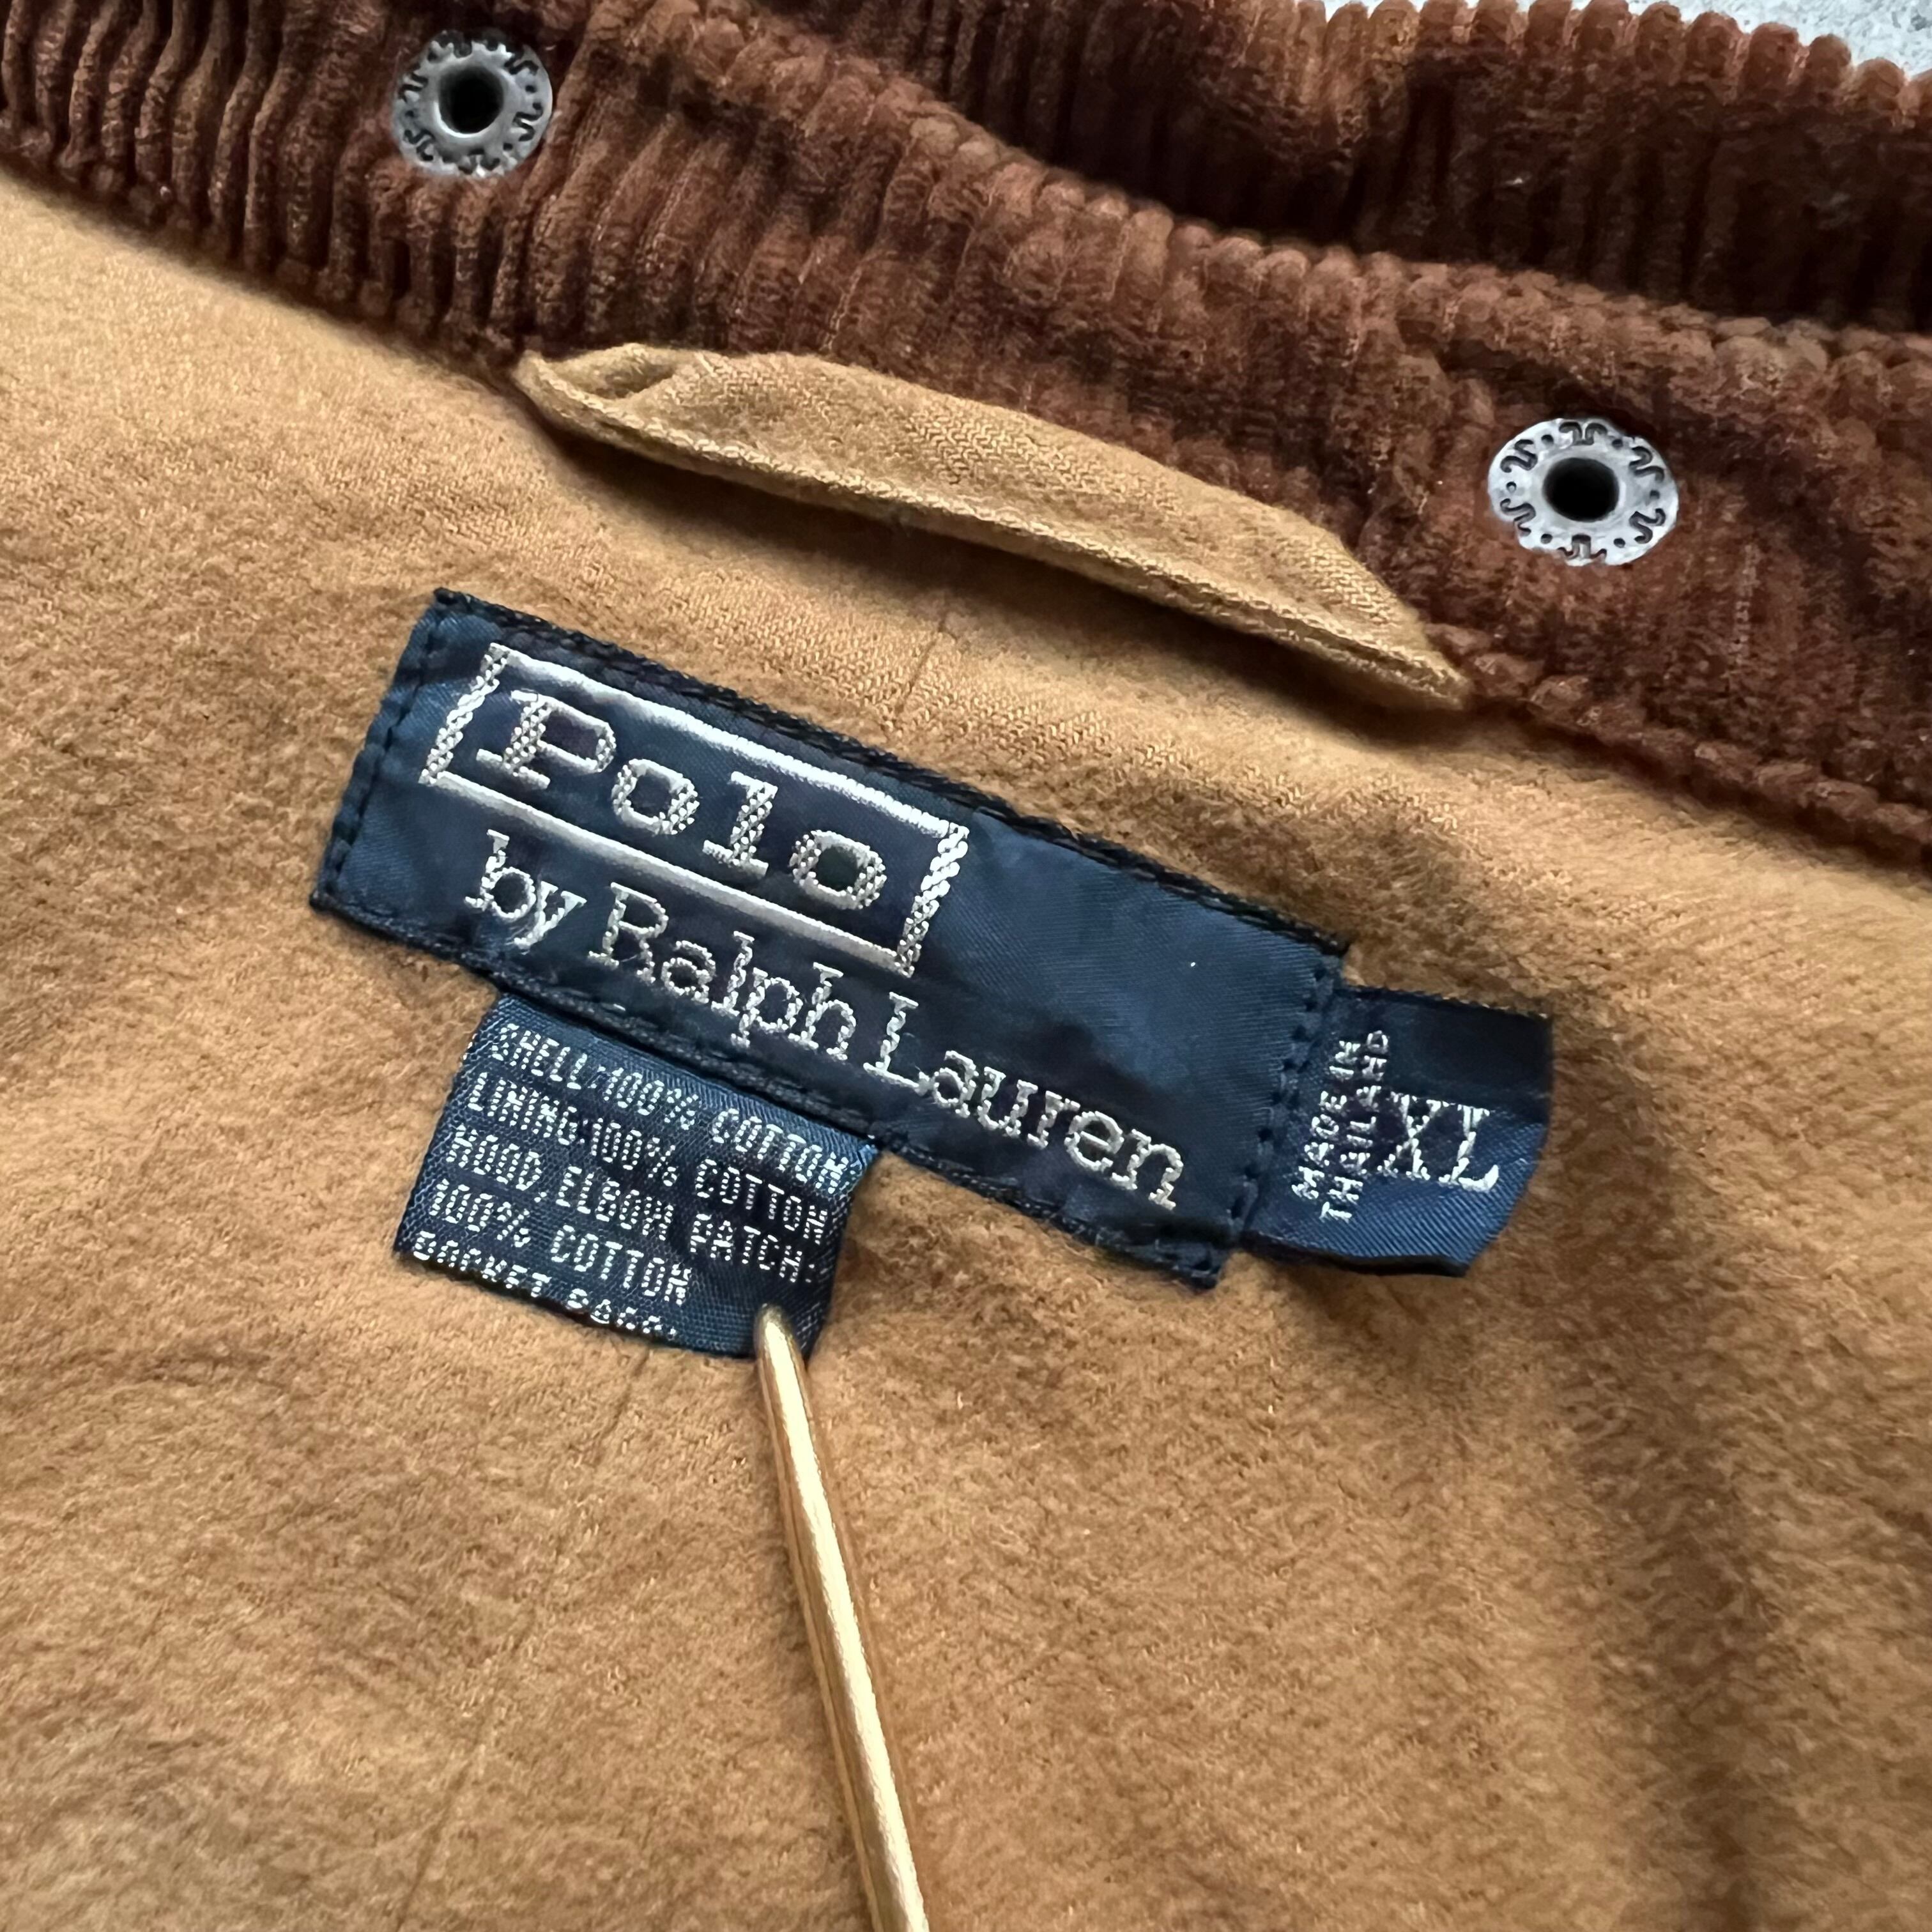 Polo
by Ralph Lauren
MADE IN
THAILAND
XL
SHELL:100% COTTON
LINING:100% COTTON
HOOD,ELBOW PATCH:
100% COTTON
POCKET